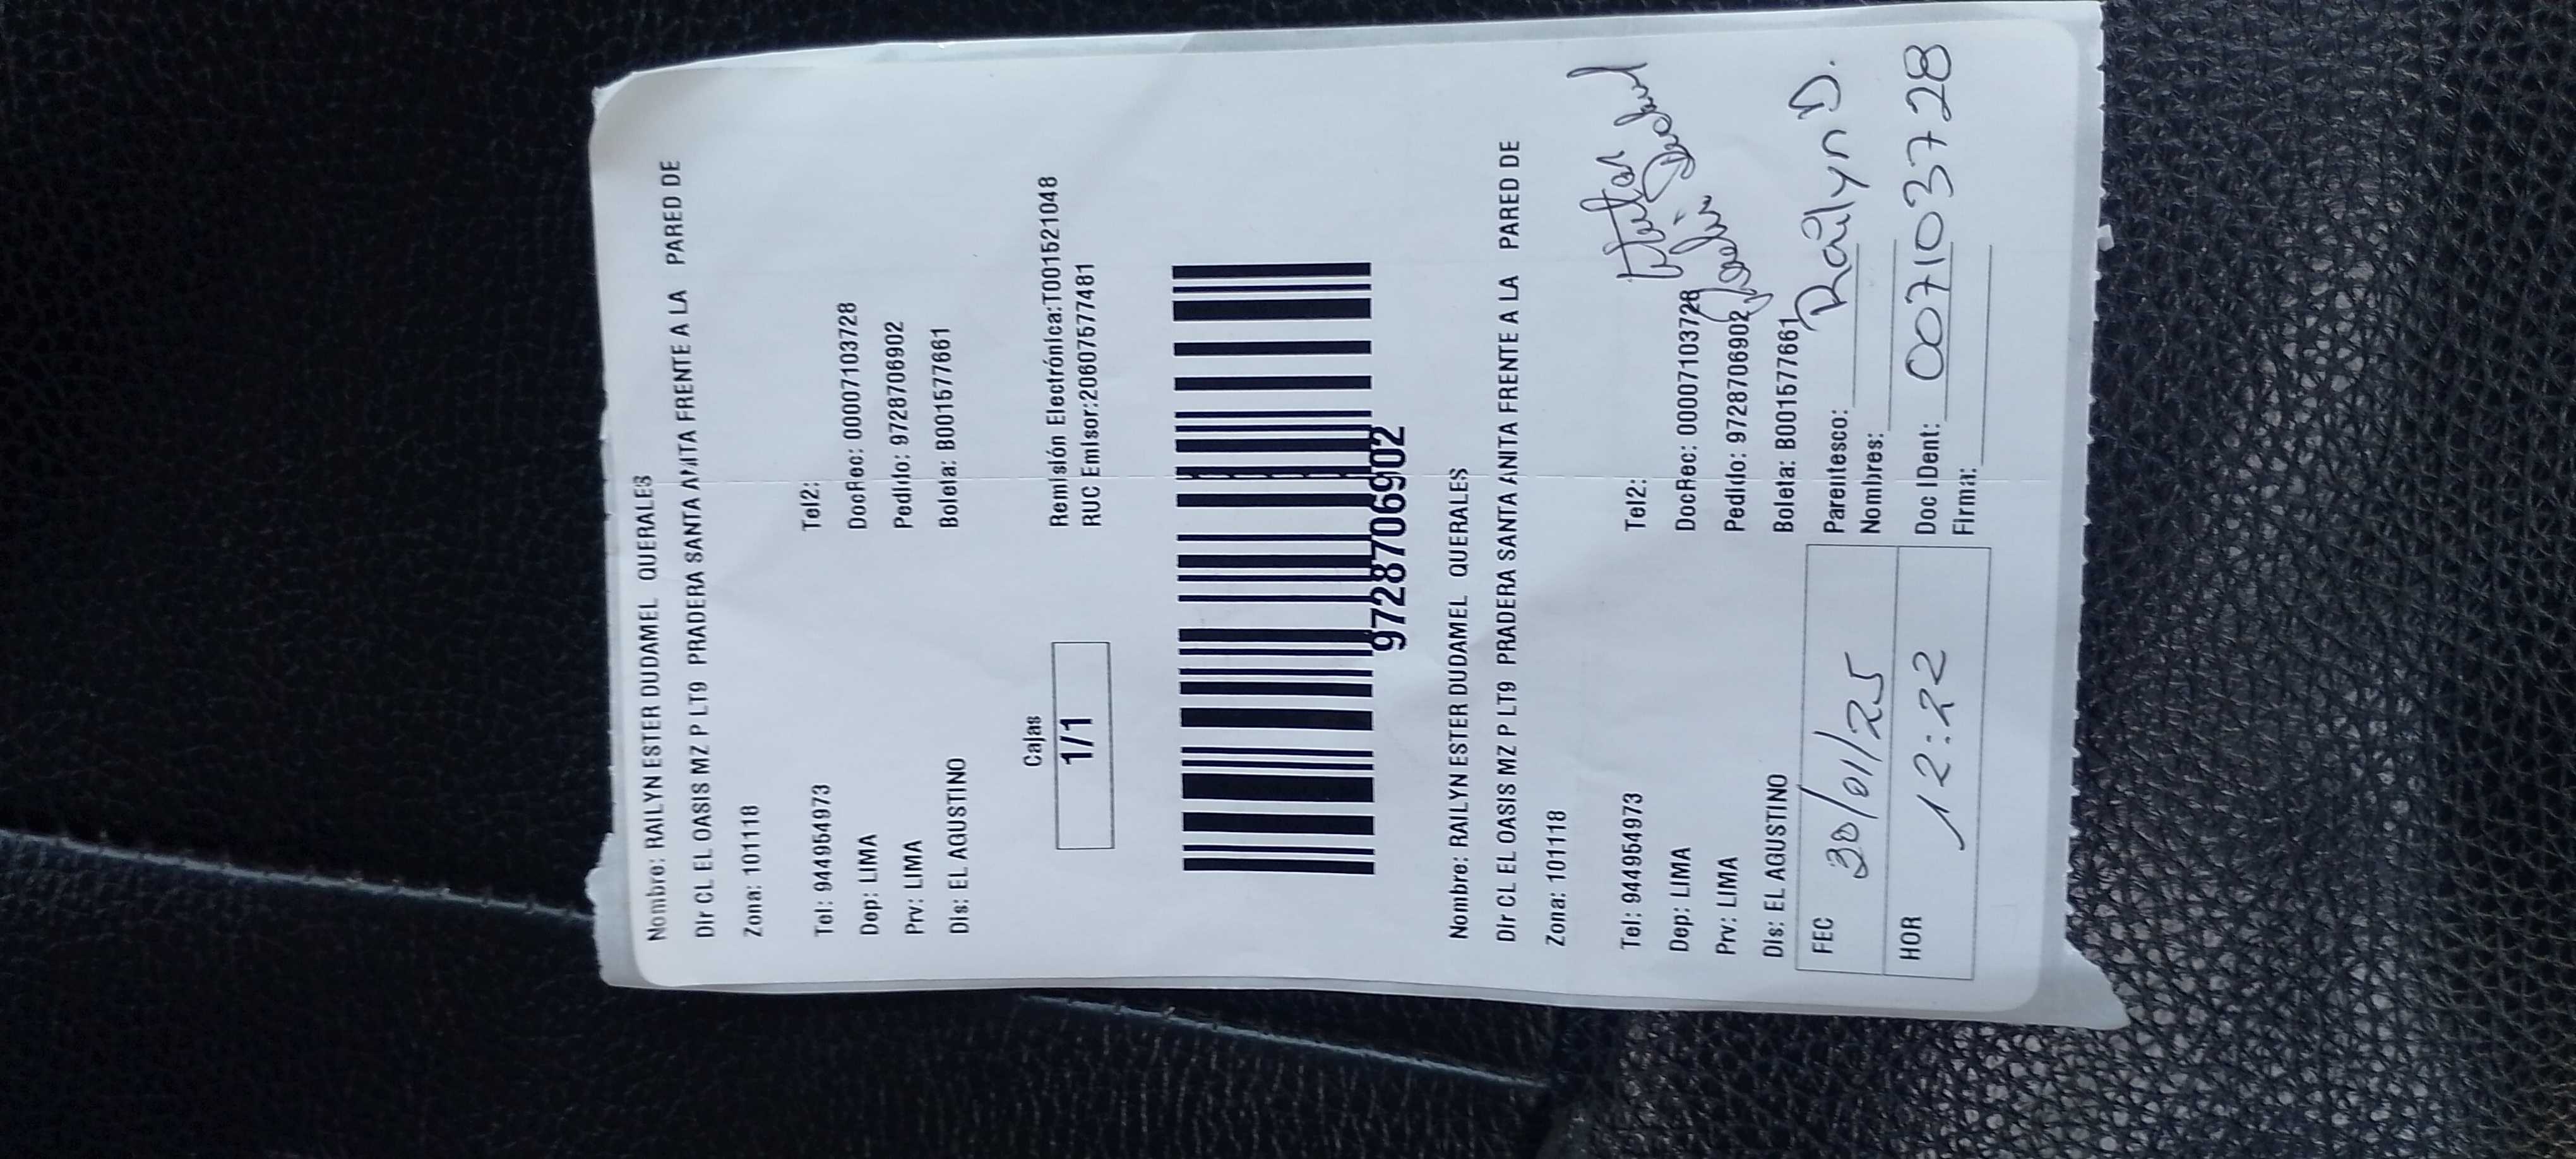 Nombre: RAILYN ESTER DUDAMEL QUERALES
Dir CL EL OASIS MZ P LT9 PRADERA SANTA ANITA FRENTE A LA PARED DE
Zona: 101118
Tel: 944954973 Tel2:
Dep: LIMA DocRec: 000007103728
Prv: LIMA Pedido: 9728706902
Dis: EL AGUSTINO Boleta: B001577661
Cajas
1/1
Remisión Electrónica:T001521048
RUC Emisor:20607577481
9728706902
Nombre: RAILYN ESTER DUDAMEL QUERALES
Dir CL EL OASIS MZ P LT9 PRADERA SANTA ANITA FRENTE A LA PARED DE
Zona: 101118
Titular
Tel: 944954973 Tel2:
Dep: LIMA DocRec: 000007103728
Prv: LIMA Pedido: 9728706902
Dis: EL AGUSTINO Boleta: B001577661
FEC 30/01/25
HOR 12:22
Parentesco: Railyn D.
Nombres:
Doc IDent: 007103728
Firma: